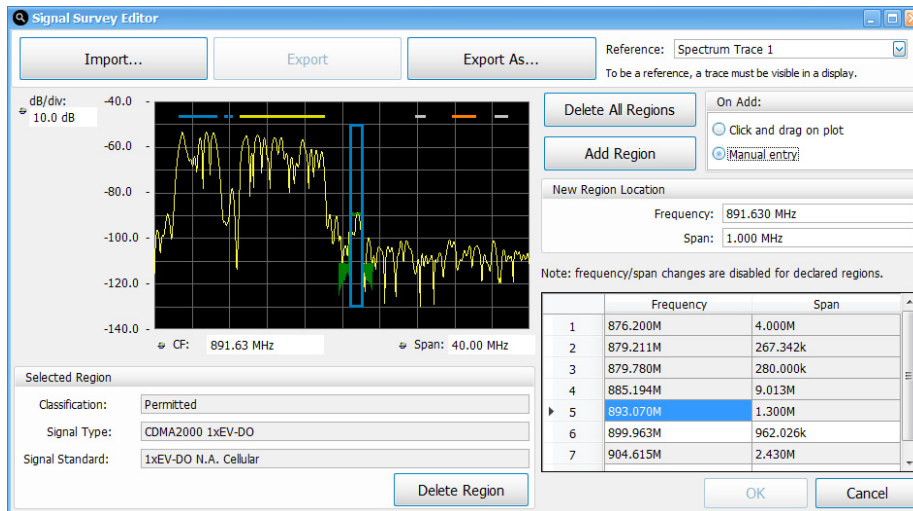 Signal Survey Editor
Import...
Export
Export As...
Reference: Spectrum Trace 1
To be a reference, a trace must be visible in a display.
dB/div:
10.0 dB
-40.0
-60.0
-80.0
-100.0
-120.0
-140.0
CF: 891.63 MHz
Span: 40.00 MHz
Delete All Regions
Add Region
On Add:
Click and drag on plot
Manual entry
New Region Location
Frequency: 891.630 MHz
Span: 1.000 MHz
Note: frequency/span changes are disabled for declared regions.
Frequency Span
1 876.200M 4.000M
2 879.211M 267.342k
3 879.780M 280.000k
4 885.194M 9.013M
5 893.070M 1.300M
6 899.963M 962.026k
7 904.615M 2.430M
Selected Region
Classification: Permitted
Signal Type: CDMA2000 1xEV-DO
Signal Standard: 1xEV-DO N.A. Cellular
Delete Region
OK
Cancel